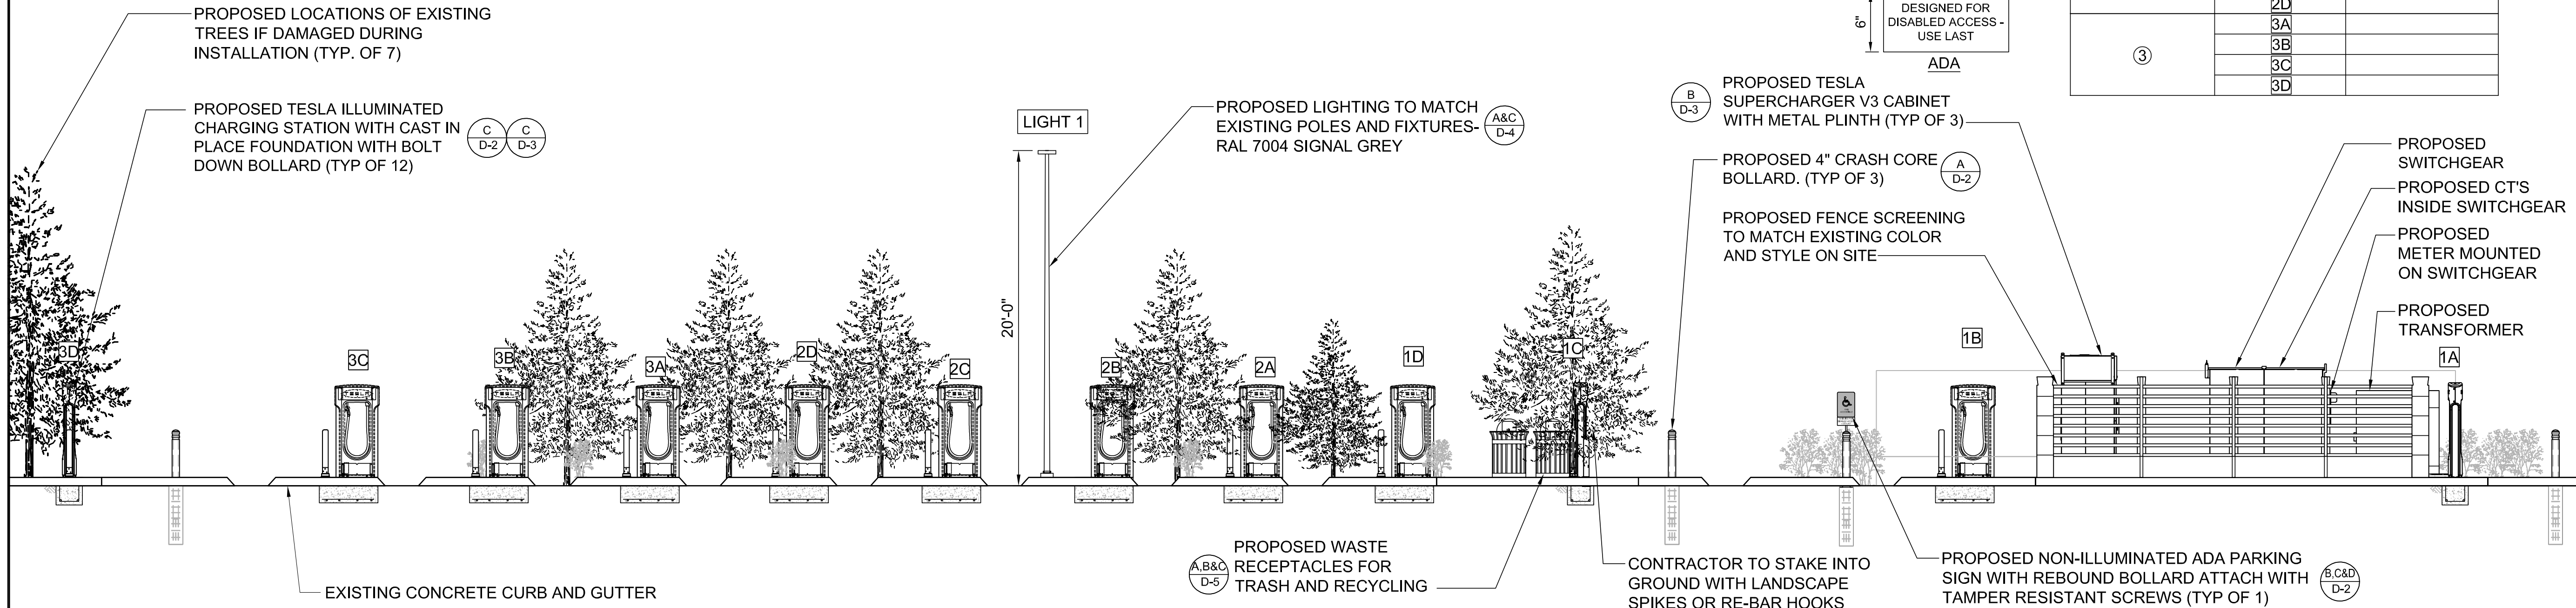 PROPOSED LOCATIONS OF EXISTING
TREES IF DAMAGED DURING
INSTALLATION (TYP. OF 7)
PROPOSED TESLA ILLUMINATED
CHARGING STATION WITH CAST IN
PLACE FOUNDATION WITH BOLT
DOWN BOLLARD (TYP OF 12)
C
D-2
C
D-3
LIGHT 1
20'-0"
PROPOSED LIGHTING TO MATCH
EXISTING POLES AND FIXTURES-
RAL 7004 SIGNAL GREY
A&C
D-4
6"
DESIGNED FOR
DISABLED ACCESS -
USE LAST
ADA
2D
3
3A
3B
3C
3D
B
D-3
PROPOSED TESLA
SUPERCHARGER V3 CABINET
WITH METAL PLINTH (TYP OF 3)
PROPOSED 4" CRASH CORE
BOLLARD. (TYP OF 3)
A
D-2
PROPOSED FENCE SCREENING
TO MATCH EXISTING COLOR
AND STYLE ON SITE
PROPOSED
SWITCHGEAR
PROPOSED CT'S
INSIDE SWITCHGEAR
PROPOSED
METER MOUNTED
ON SWITCHGEAR
PROPOSED
TRANSFORMER
3D
3C
3B
3A
2D
2C
2B
2A
1D
1C
1B
1A
EXISTING CONCRETE CURB AND GUTTER
A,B&C
D-5
PROPOSED WASTE
RECEPTACLES FOR
TRASH AND RECYCLING
CONTRACTOR TO STAKE INTO
GROUND WITH LANDSCAPE
SPIKES OR RE-BAR HOOKS
PROPOSED NON-ILLUMINATED ADA PARKING
SIGN WITH REBOUND BOLLARD ATTACH WITH
TAMPER RESISTANT SCREWS (TYP OF 1)
B,C&D
D-2